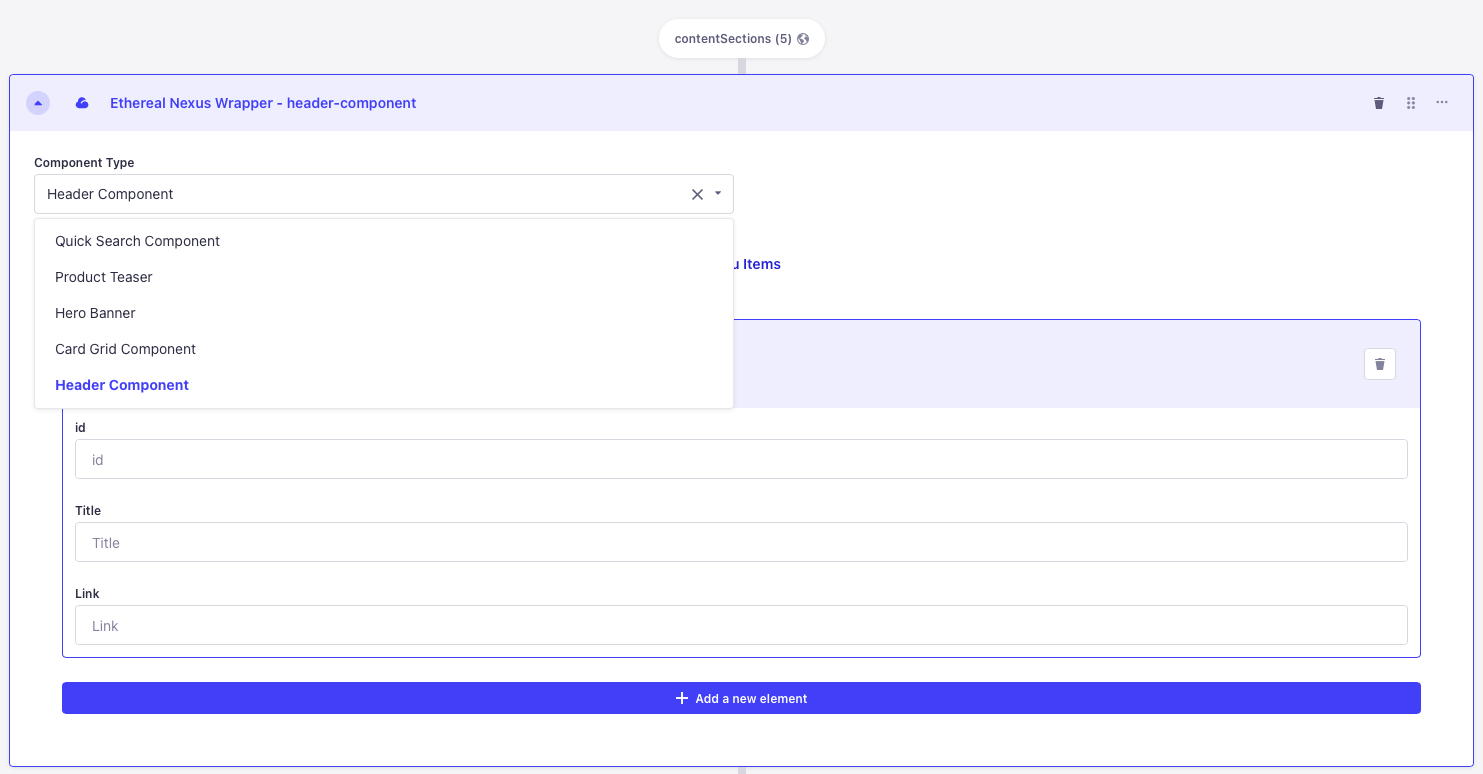 contentSections (5)
Ethereal Nexus Wrapper - header-component
Component Type
Header Component
Quick Search Component
Product Teaser
Hero Banner
Card Grid Component
Header Component
Items
id
id
Title
Title
Link
Link
Add a new element